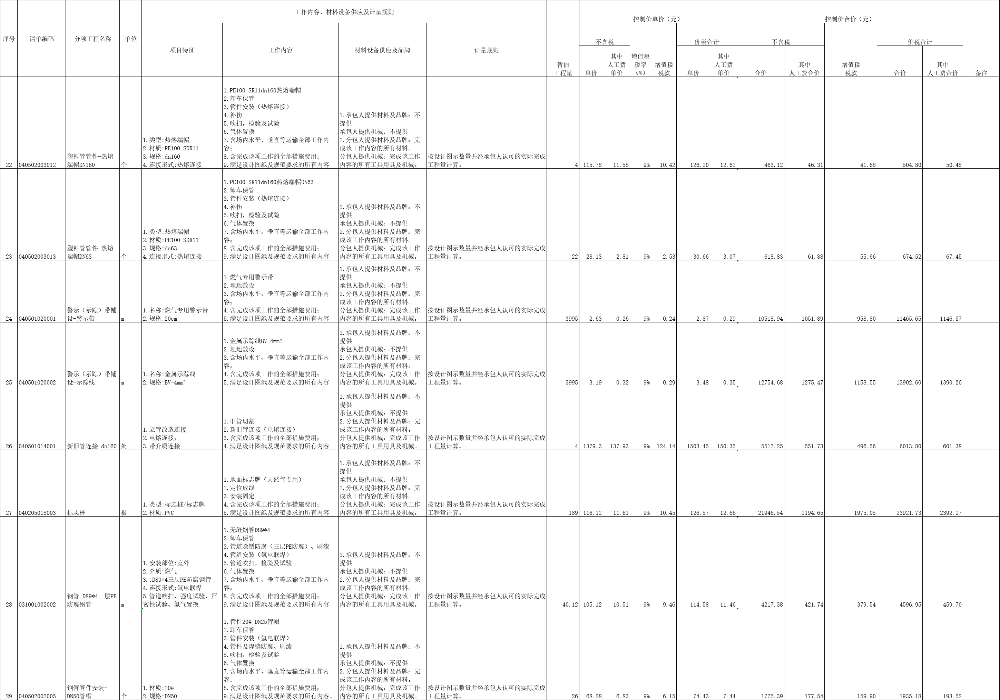 工作内容、材料设备供应及计量规则
控制价单价（元）
控制价合价（元）
序号 清单编码 分项工程名称 单位
项目特征 工作内容 材料设备供应及品牌 计量规则
不含税 价税合计 不含税 价税合计
暂估
工程量
单价
其中
人工费
单价
增值税
税率
（%）
增值税
税款
单价
其中
人工费
单价
合价
其中
人工费合价
增值税
税款
合价
其中
人工费合价
备注
22 040502003012
塑料管管件-热熔
端帽DN160
个
1.类型:热熔端帽
2.材质:PE100 SDR11
3.规格:dn160
4.连接形式:热熔连接
1.PE100 SR11dn160热熔端帽
2.卸车保管
3.管件安装（热熔连接）
4.补伤
5.吹扫，检验及试验
6.气体置换
7.含场内水平、垂直等运输全部工作内
容；
8.含完成该项工作的全部措施费用；
9.满足设计图纸及规范要求的所有内容
1.承包人提供材料及品牌：不
提供
承包人提供机械：不提供
2.分包人提供材料及品牌：完
成该工作内容的所有材料。
分包人提供机械：完成该工作
内容的所有工具用具及机械。
按设计图示数量并经承包人认可的实际完成
工程量计算。
4 115.78 11.58 9% 10.42 126.20 12.62 463.12 46.31 41.68 504.80 50.48
23 040502003013
塑料管管件-热熔
端帽DN63
个
1.类型:热熔端帽
2.材质:PE100 SDR11
3.规格:dn63
4.连接形式:热熔连接
1.PE100 SR11dn160热熔端帽DN63
2.卸车保管
3.管件安装（热熔连接）
4.补伤
5.吹扫，检验及试验
6.气体置换
7.含场内水平、垂直等运输全部工作内
容；
8.含完成该项工作的全部措施费用；
9.满足设计图纸及规范要求的所有内容
1.承包人提供材料及品牌：不
提供
承包人提供机械：不提供
2.分包人提供材料及品牌：完
成该工作内容的所有材料。
分包人提供机械：完成该工作
内容的所有工具用具及机械。
按设计图示数量并经承包人认可的实际完成
工程量计算。
22 28.13 2.81 9% 2.53 30.66 3.07 618.83 61.88 55.66 674.52 67.45
24 040501020001
警示（示踪）带铺
设-警示带
m
1.名称:燃气专用警示带
2.规格:20cm
1.燃气专用警示带
2.埋地敷设
3.含场内水平、垂直等运输全部工作内
容；
4.含完成该项工作的全部措施费用；
5.满足设计图纸及规范要求的所有内容
1.承包人提供材料及品牌：不
提供
承包人提供机械：不提供
2.分包人提供材料及品牌：完
成该工作内容的所有材料。
分包人提供机械：完成该工作
内容的所有工具用具及机械。
按设计图示数量并经承包人认可的实际完成
工程量计算。
3995 2.63 0.26 9% 0.24 2.87 0.29 10518.94 1051.89 958.80 11465.65 1146.57
25 040501020002
警示（示踪）带铺
设-示踪线
m
1.名称:金属示踪线
2.规格:BV-4mm²
1.金属示踪线BV-4mm2
2.埋地敷设
3.含场内水平、垂直等运输全部工作内
容；
4.含完成该项工作的全部措施费用；
5.满足设计图纸及规范要求的所有内容
1.承包人提供材料及品牌：不
提供
承包人提供机械：不提供
2.分包人提供材料及品牌：完
成该工作内容的所有材料。
分包人提供机械：完成该工作
内容的所有工具用具及机械。
按设计图示数量并经承包人认可的实际完成
工程量计算。
3995 3.19 0.32 9% 0.29 3.48 0.35 12754.68 1275.47 1158.55 13902.60 1390.26
26 040501014001
新旧管连接-dn160
处
1.立管改造连接
2.电熔连接；
3.带介质连接
1.旧管切割
2.新旧管连接（电熔连接）
3.含完成该项工作的全部措施费用；
4.满足设计图纸及规范要求的所有内容
1.承包人提供材料及品牌：不
提供
承包人提供机械：不提供
2.分包人提供材料及品牌：完
成该工作内容的所有材料。
分包人提供机械：完成该工作
内容的所有工具用具及机械。
按设计图示数量并经承包人认可的实际完成
工程量计算。
4 1379.3 137.93 9% 124.14 1503.45 150.35 5517.25 551.73 496.56 6013.80 601.38
27 040205018003
标志桩
根
1.类型:标志桩/标志牌
2.材质:PVC
1.地面标志牌（天然气专用）
2.定位放线
3.安装固定
4.含完成该项工作的全部措施费用；
5.满足设计图纸及规范要求的所有内容
1.承包人提供材料及品牌：不
提供
承包人提供机械：不提供
2.分包人提供材料及品牌：完
成该工作内容的所有材料。
分包人提供机械：完成该工作
内容的所有工具用具及机械。
按设计图示数量并经承包人认可的实际完成
工程量计算。
189 116.12 11.61 9% 10.45 126.57 12.66 21946.54 2194.65 1975.05 23921.73 2392.17
28 031001002002
钢管-D89*4三层PE
防腐钢管
m
1.安装部位:室外
2.介质:燃气
3.:D89*4三层PE防腐钢管
4.连接形式:氩电联焊
5.管道吹扫、强度试验、严
密性试验、氮气置换
1.无缝钢管D89*4
2.卸车保管
3.管道除锈防腐（三层PE防腐）、刷漆
4.管道安装（氩电联焊）
5.管道吹扫，检验及试验
6.气体置换
7.含场内水平、垂直等运输全部工作内
容；
8.含完成该项工作的全部措施费用；
9.满足设计图纸及规范要求的所有内容
1.承包人提供材料及品牌：不
提供
承包人提供机械：不提供
2.分包人提供材料及品牌：完
成该工作内容的所有材料。
分包人提供机械：完成该工作
内容的所有工具用具及机械。
按设计图示数量并经承包人认可的实际完成
工程量计算。
40.12 105.12 10.51 9% 9.46 114.58 11.46 4217.38 421.74 379.54 4596.95 459.70
29 040502002005
钢管管件安装-
DN50管帽
个
1.材质:20#
2.规格:DN50
1.管件20# DN25管帽
2.卸车保管
3.管件安装（氩电联焊）
4.管件及焊缝防腐、刷漆
5.吹扫，检验及试验
6.气体置换
7.含场内水平、垂直等运输全部工作内
容；
8.含完成该项工作的全部措施费用；
9.满足设计图纸及规范要求的所有内容。
1.承包人提供材料及品牌：不
提供
承包人提供机械：不提供
2.分包人提供材料及品牌：完
成该工作内容的所有材料。
分包人提供机械：完成该工作
内容的所有工具用具及机械。
按设计图示数量并经承包人认可的实际完成
工程量计算。
26 68.28 6.83 9% 6.15 74.43 7.44 1775.39 177.54 159.90 1935.18 193.52